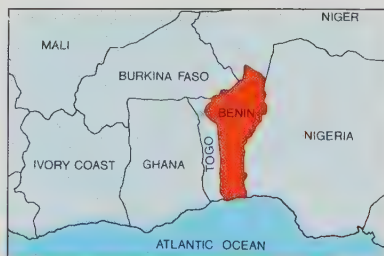 NIGER
MALI
BURKINA FASO
BENIN
NIGERIA
IVORY COAST
GHANA
TOGO
ATLANTIC OCEAN